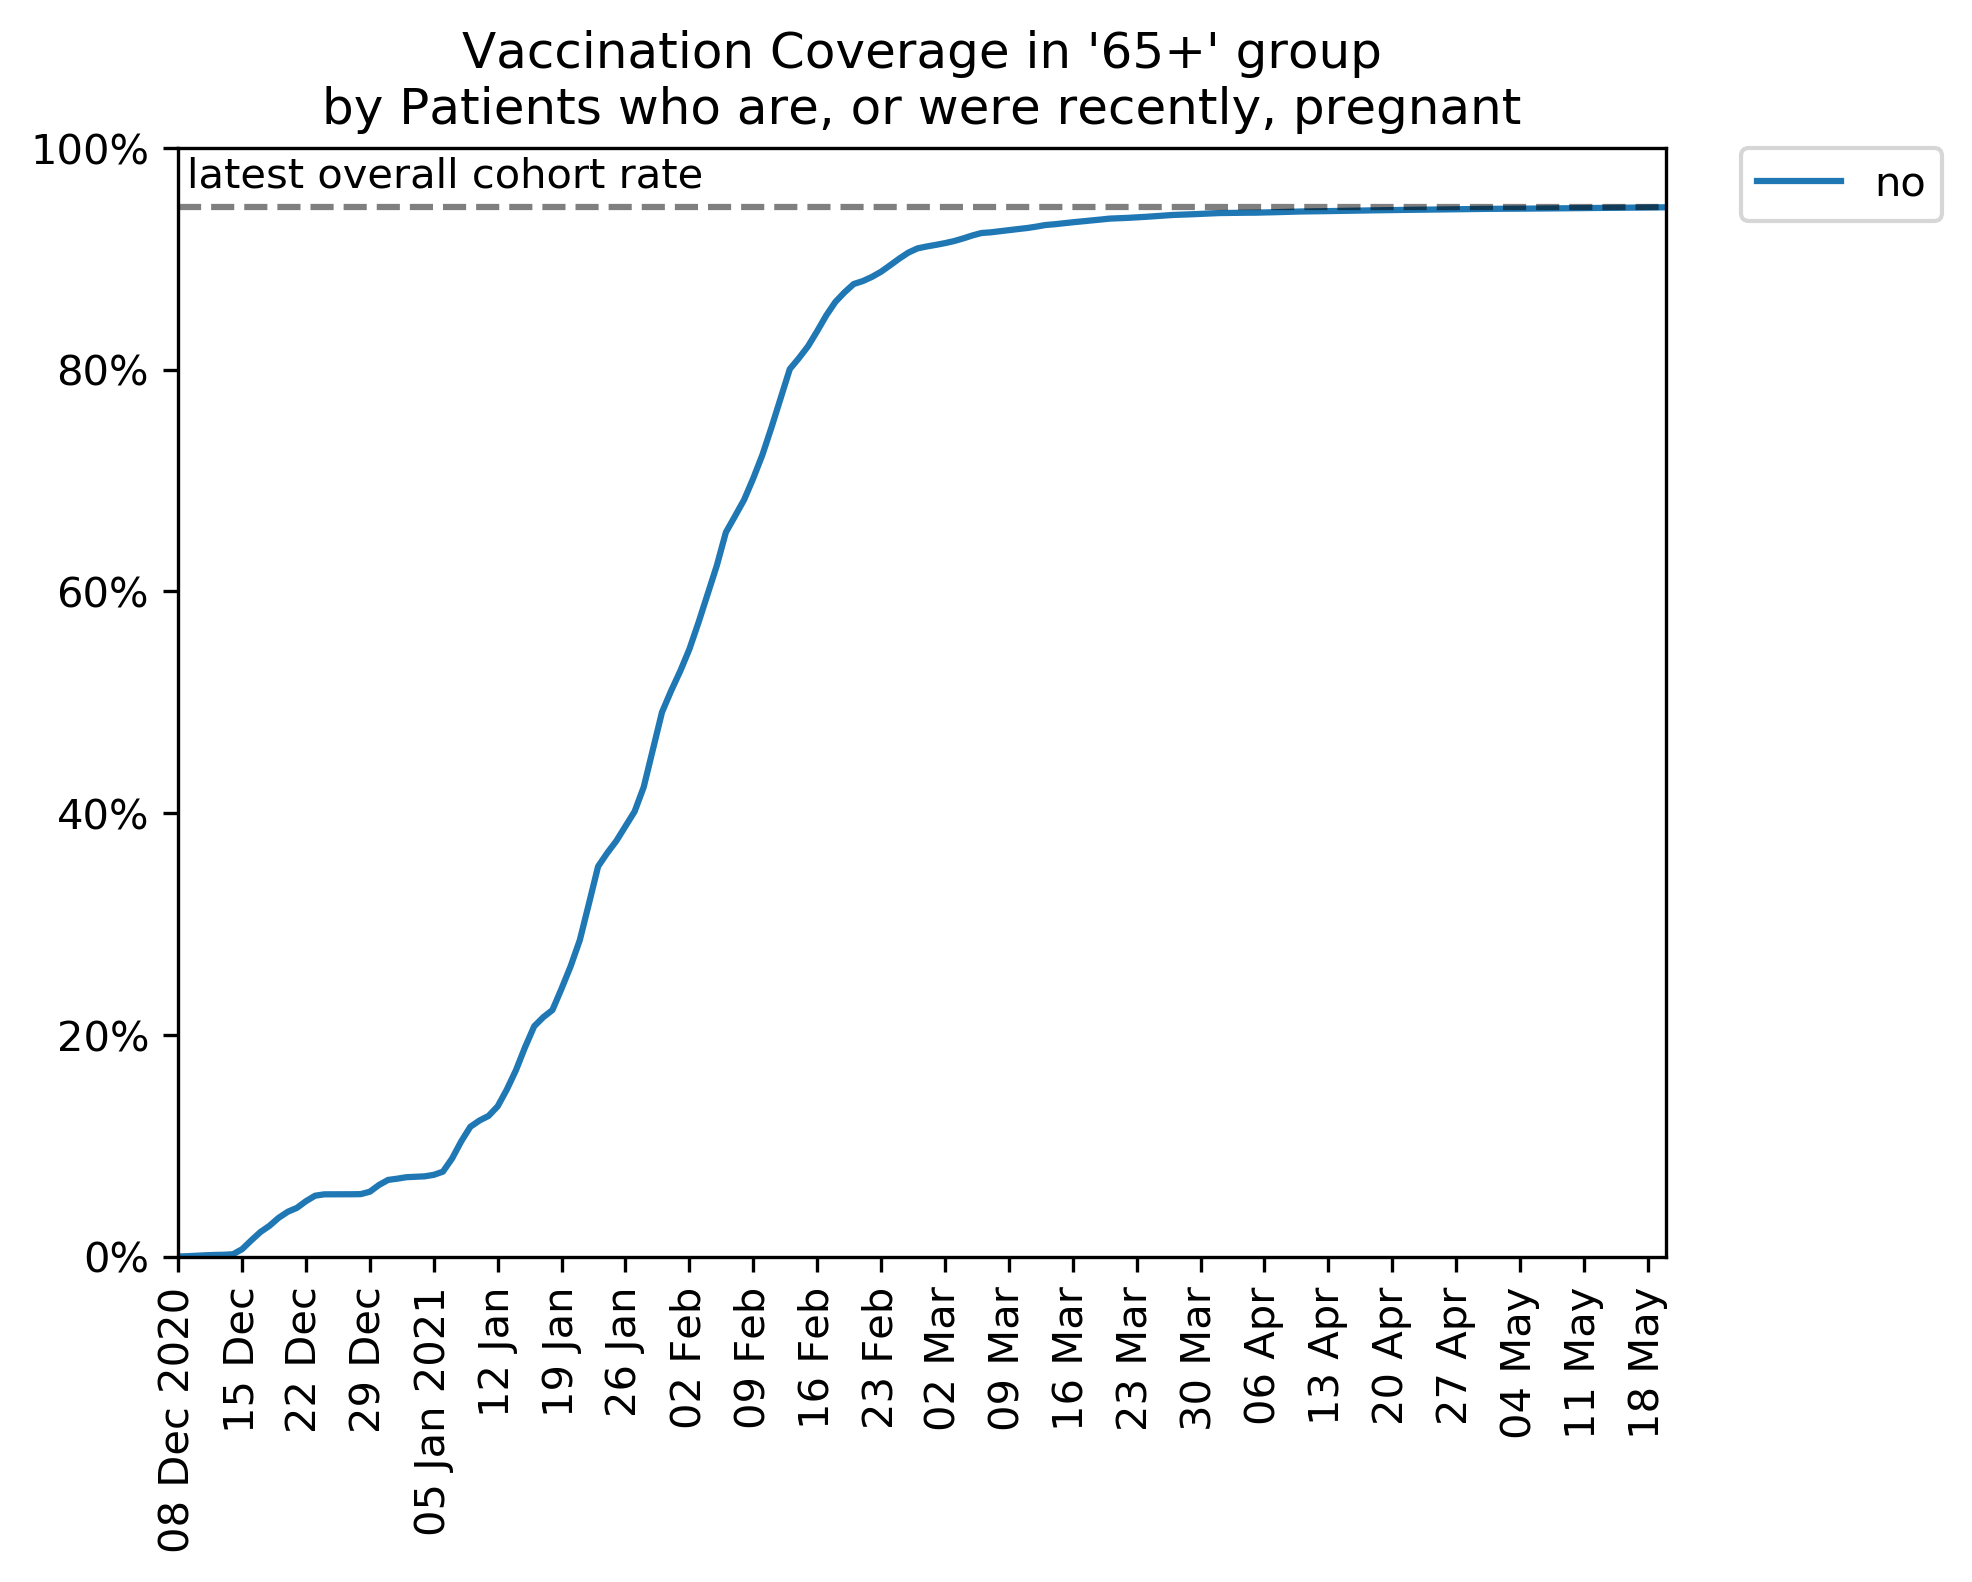 Vaccination Coverage in '65+' group
by Patients who are, or were recently, pregnant
100%
80%
60%
40%
20%
0%
latest overall cohort rate
no
08 Dec 2020
15 Dec
22 Dec
29 Dec
05 Jan 2021
12 Jan
19 Jan
26 Jan
02 Feb
09 Feb
16 Feb
23 Feb
02 Mar
09 Mar
16 Mar
23 Mar
30 Mar
06 Apr
13 Apr
20 Apr
27 Apr
04 May
11 May
18 May